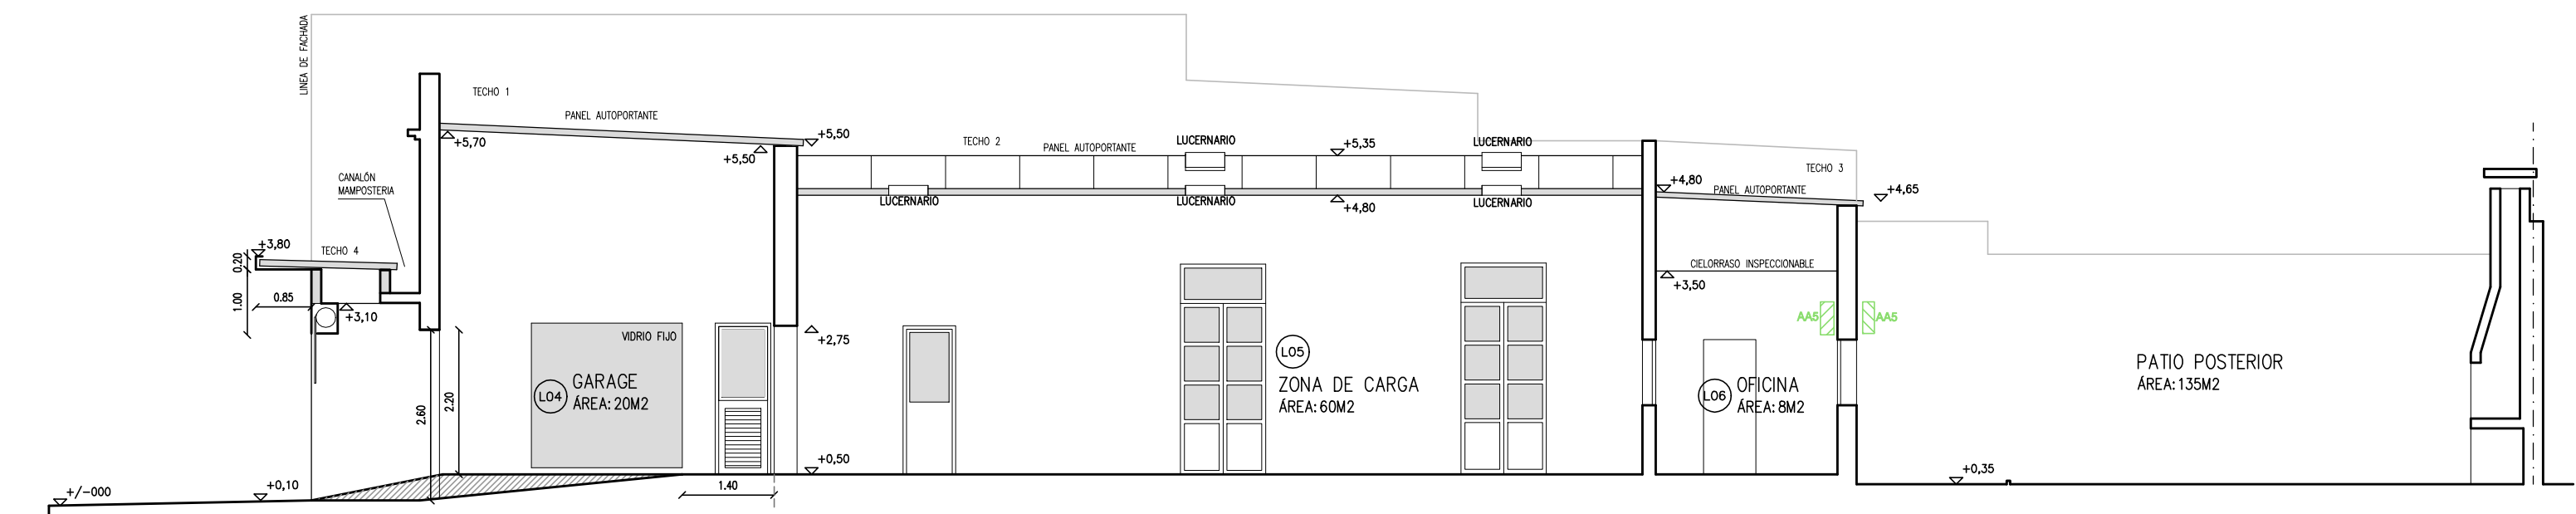 LINEA DE FACHADA
TECHO 1
PANEL AUTOPORTANTE
+5,70
+5,50
+5,50
TECHO 2
PANEL AUTOPORTANTE
LUCERNARIO
+5,35
LUCERNARIO
LUCERNARIO
LUCERNARIO
+4,80
LUCERNARIO
TECHO 3
+4,80
PANEL AUTOPORTANTE
+4,65
CANALÓN
MAMPOSTERIA
+3,80
TECHO 4
0.20
1.00
0.85
+3,10
CIELORRASO INSPECCIONABLE
+3,50
AA5
AA5
VIDRIO FIJO
+2,75
2.60
2.20
L04
GARAGE
ÁREA: 20M2
L05
ZONA DE CARGA
ÁREA: 60M2
L06
OFICINA
ÁREA: 8M2
PATIO POSTERIOR
ÁREA: 135M2
+/-000
+0,10
1.40
+0,50
+0,35